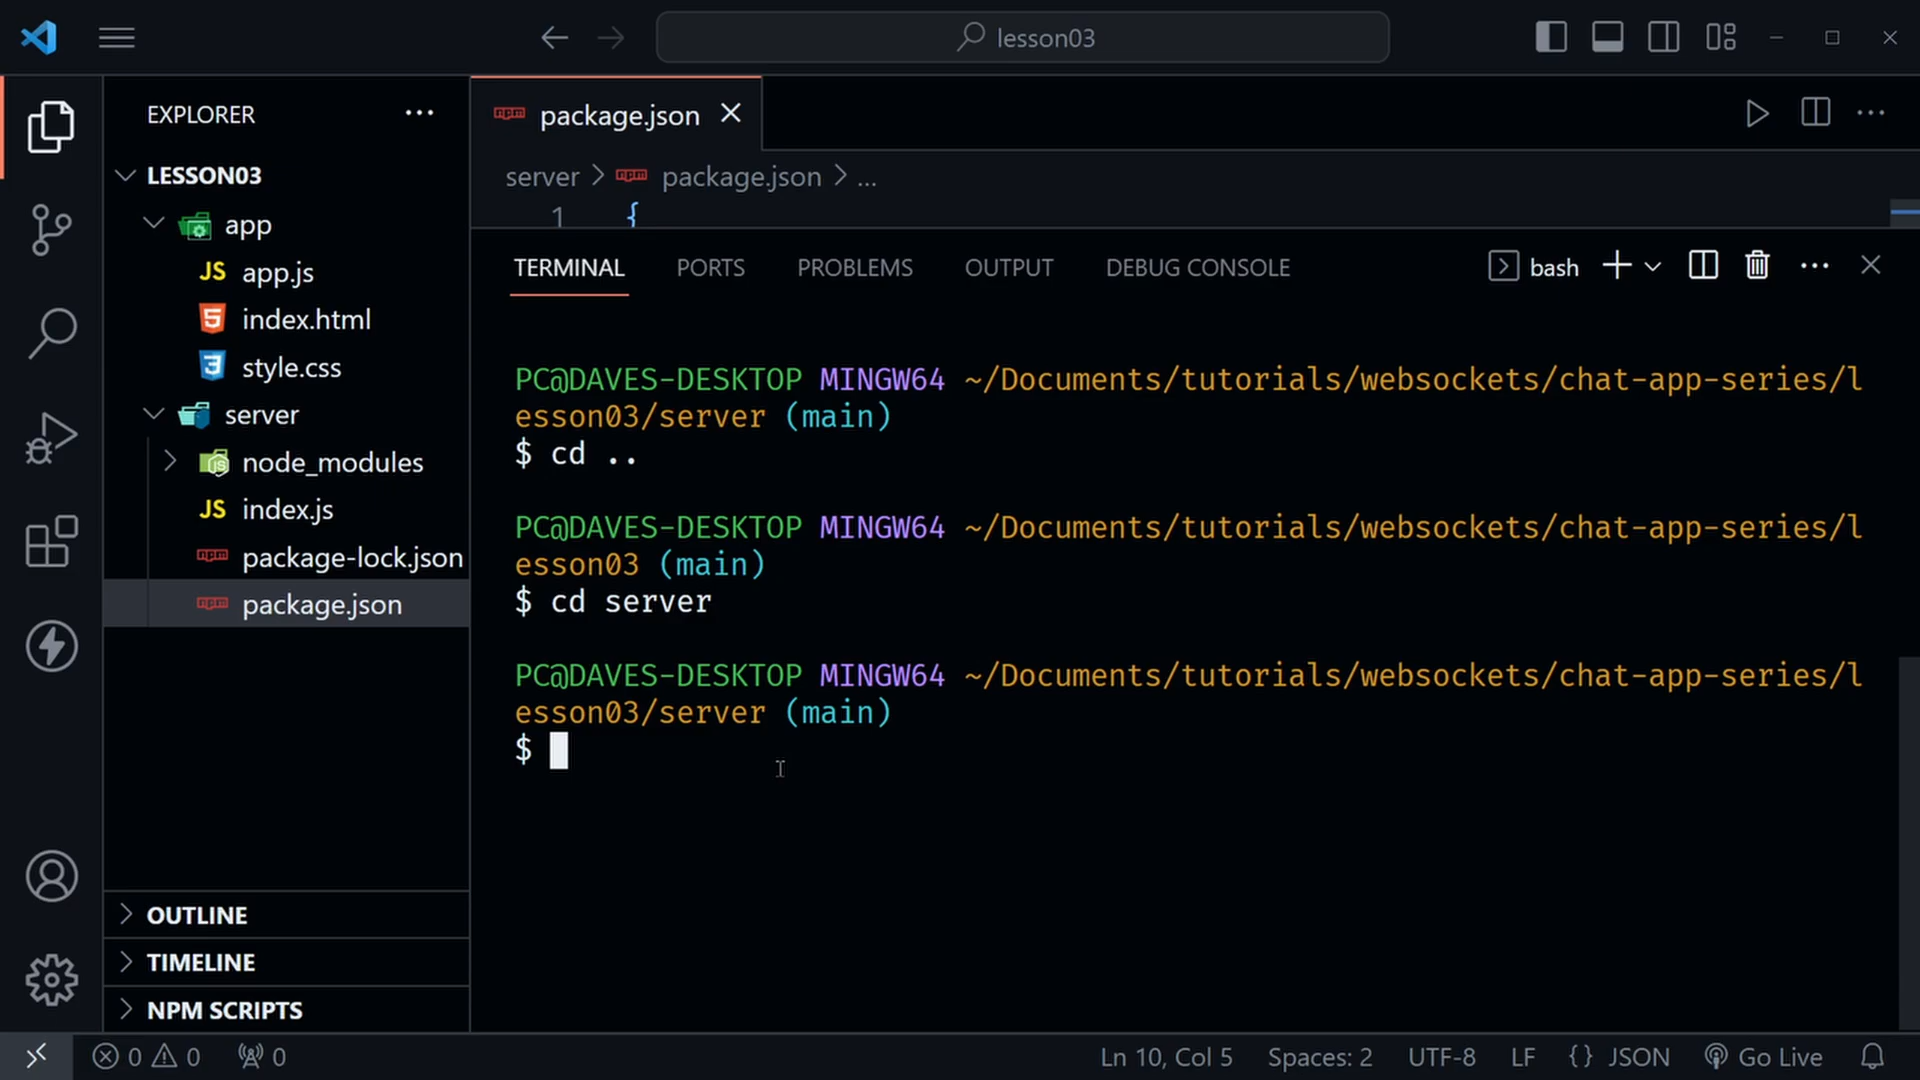 lesson03
EXPLORER
LESSON03
app
JS app.js
index.html
style.css
server
node_modules
JS index.js
package-lock.json
package.json
OUTLINE
TIMELINE
NPM SCRIPTS
package.json
server > package.json > ...
1 {
TERMINAL PORTS PROBLEMS OUTPUT DEBUG CONSOLE bash
PC@DAVES-DESKTOP MINGW64 ~/Documents/tutorials/websockets/chat-app-series/l
esson03/server (main)
$ cd ..
PC@DAVES-DESKTOP MINGW64 ~/Documents/tutorials/websockets/chat-app-series/l
esson03 (main)
$ cd server
PC@DAVES-DESKTOP MINGW64 ~/Documents/tutorials/websockets/chat-app-series/l
esson03/server (main)
$
0 0 0 Ln 10, Col 5 Spaces: 2 UTF-8 LF {} JSON Go Live